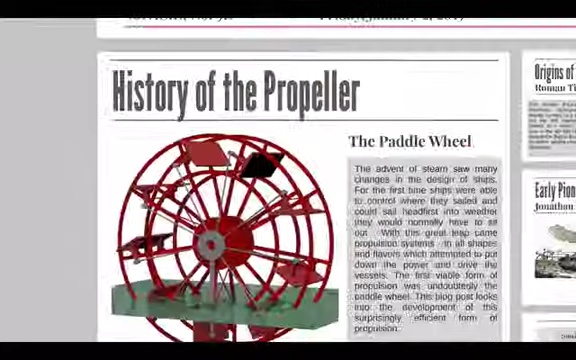 History of the Propeller
The Paddle Wheel
The advent of steam saw many
changes in the design of ships.
For the first time ships were able
to control where they sailed and
could sail headfirst into weather
they would normally have to sit
out. With this great leap came
propulsion systems in all shapes
and flavors which attempted to put
down the power and drive the
vessels. The first viable form of
propulsion was undoubtedly the
paddle wheel. This blog post looks
into the development of this
surprisingly efficient form of
propulsion.
Origins of
Roman Ti
Early Pion
Jonathan